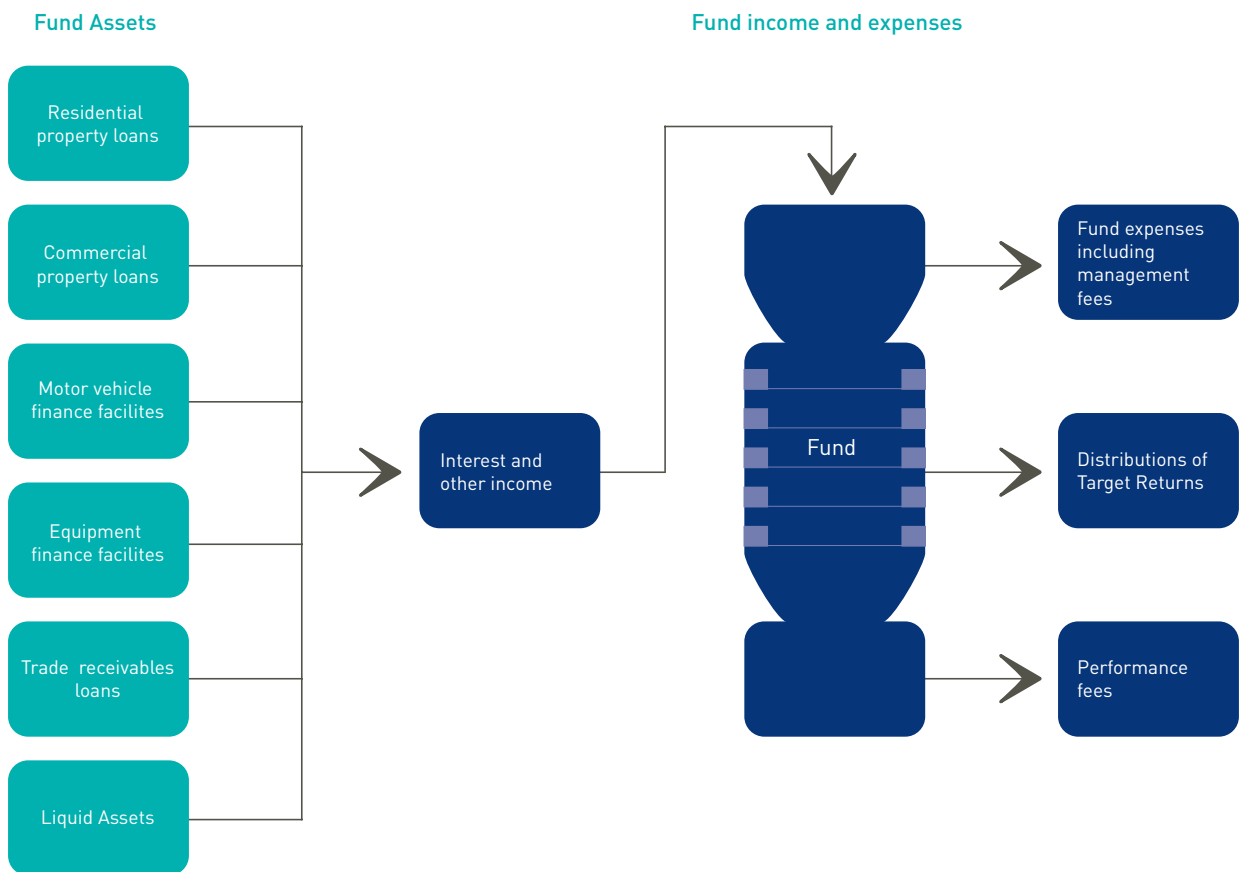 Fund Assets
Fund income and expenses
Residential
property loans
Commercial
property loans
Motor vehicle
finance facilites
Equipment
finance facilites
Trade  receivables
loans
Liquid Assets
Interest and
other income
Fund
Fund expenses
including
management
fees
Distributions of
Target Returns
Performance
fees